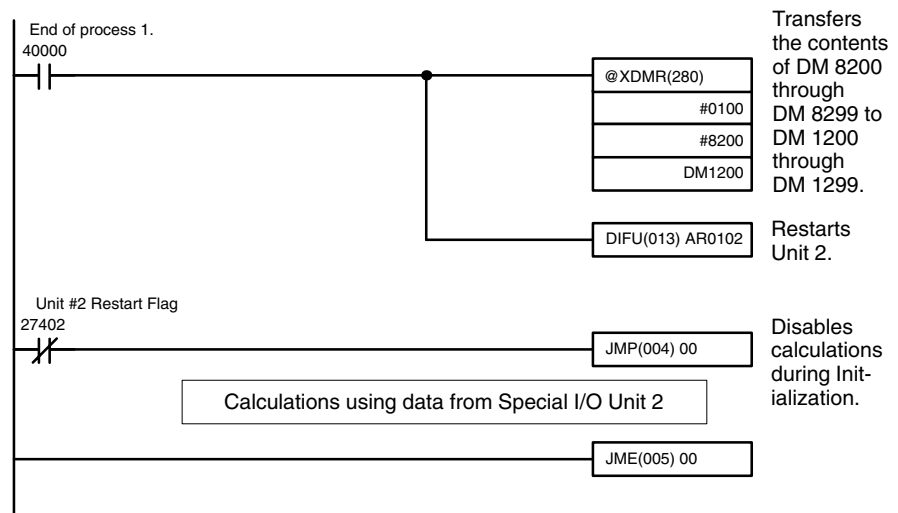 End of process 1.
40000
@XDMR(280)
#0100
#8200
DM1200
Transfers
the contents
of DM 8200
through
DM 8299 to
DM 1200
through
DM 1299.
DIFU(013) AR0102
Restarts
Unit 2.
Unit #2 Restart Flag
27402
JMP(004) 00
Disables
calculations
during Init-
ialization.
Calculations using data from Special I/O Unit 2
JME(005) 00